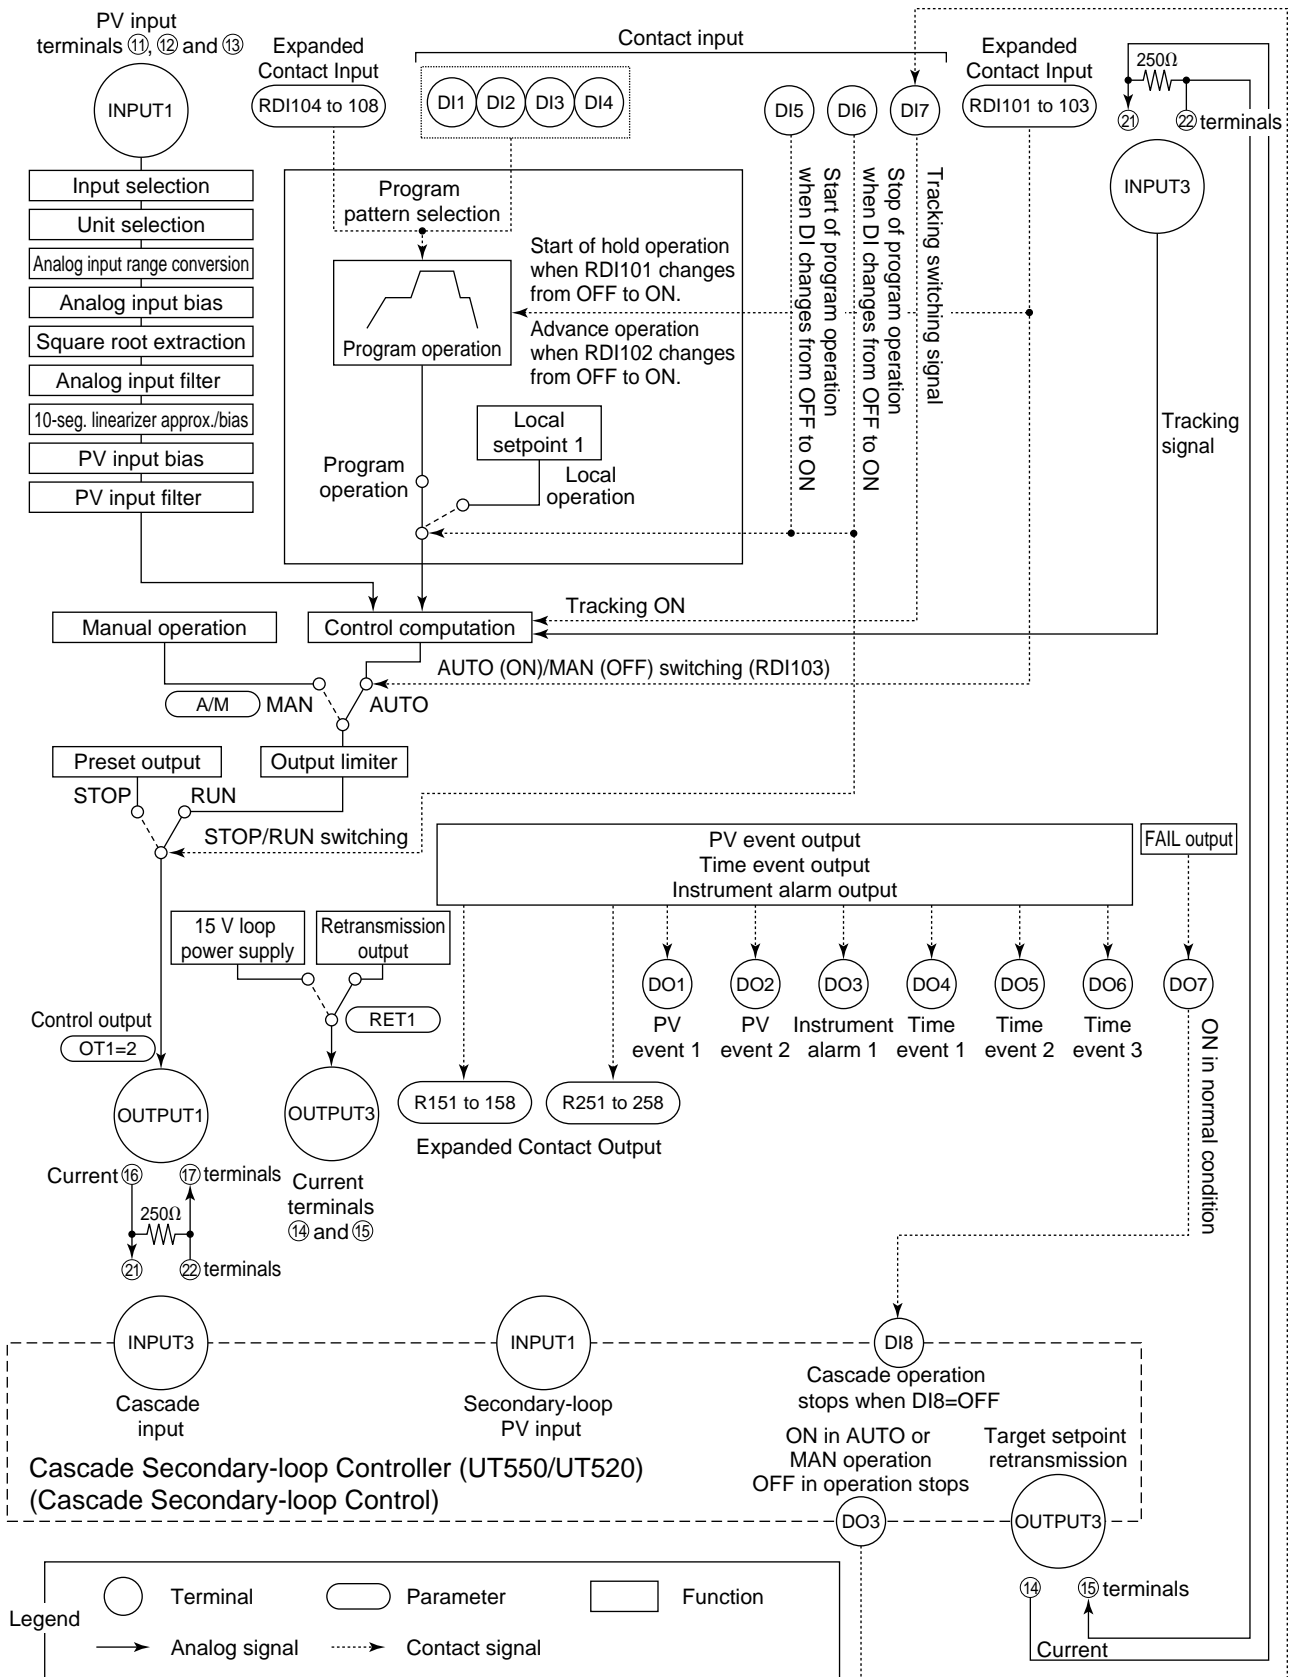 PV input
terminals ⑪, ⑫ and ⑬
INPUT1
Expanded
Contact Input
RDI104 to 108
Contact input
DI1
DI2
DI3
DI4
DI5
DI6
DI7
Expanded
Contact Input
RDI101 to 103
250Ω
㉑
㉒ terminals
INPUT3
Input selection
Unit selection
Analog input range conversion
Analog input bias
Square root extraction
Analog input filter
10-seg. linearizer approx./bias
PV input bias
PV input filter
Program
pattern selection
Program operation
Start of hold operation
when RDI101 changes
from OFF to ON.
Advance operation
when RDI102 changes
from OFF to ON.
Start of program operation
when DI changes from OFF to ON
Stop of program operation
when DI changes from OFF to ON
Tracking switching signal
Tracking
signal
Local
setpoint 1
Program
operation
Local
operation
Tracking ON
Manual operation
Control computation
AUTO (ON)/MAN (OFF) switching (RDI103)
A/M
MAN
AUTO
Preset output
Output limiter
STOP
RUN
STOP/RUN switching
PV event output
Time event output
Instrument alarm output
FAIL output
15 V loop
power supply
Retransmission
output
RET1
DO1
DO2
DO3
DO4
DO5
DO6
DO7
PV
event 1
PV
event 2
Instrument
alarm 1
Time
event 1
Time
event 2
Time
event 3
ON in normal condition
Control output
OT1=2
OUTPUT1
OUTPUT3
R151 to 158
R251 to 258
Expanded Contact Output
Current ⑯
⑰ terminals
250Ω
㉑
㉒ terminals
Current
terminals
⑭ and ⑮
INPUT3
Cascade
input
INPUT1
Secondary-loop
PV input
DI8
Cascade operation
stops when DI8=OFF
ON in AUTO or
MAN operation
OFF in operation stops
Target setpoint
retransmission
Cascade Secondary-loop Controller (UT550/UT520)
(Cascade Secondary-loop Control)
DO3
OUTPUT3
⑭
⑮ terminals
Current
Legend
Terminal
Parameter
Function
Analog signal
Contact signal